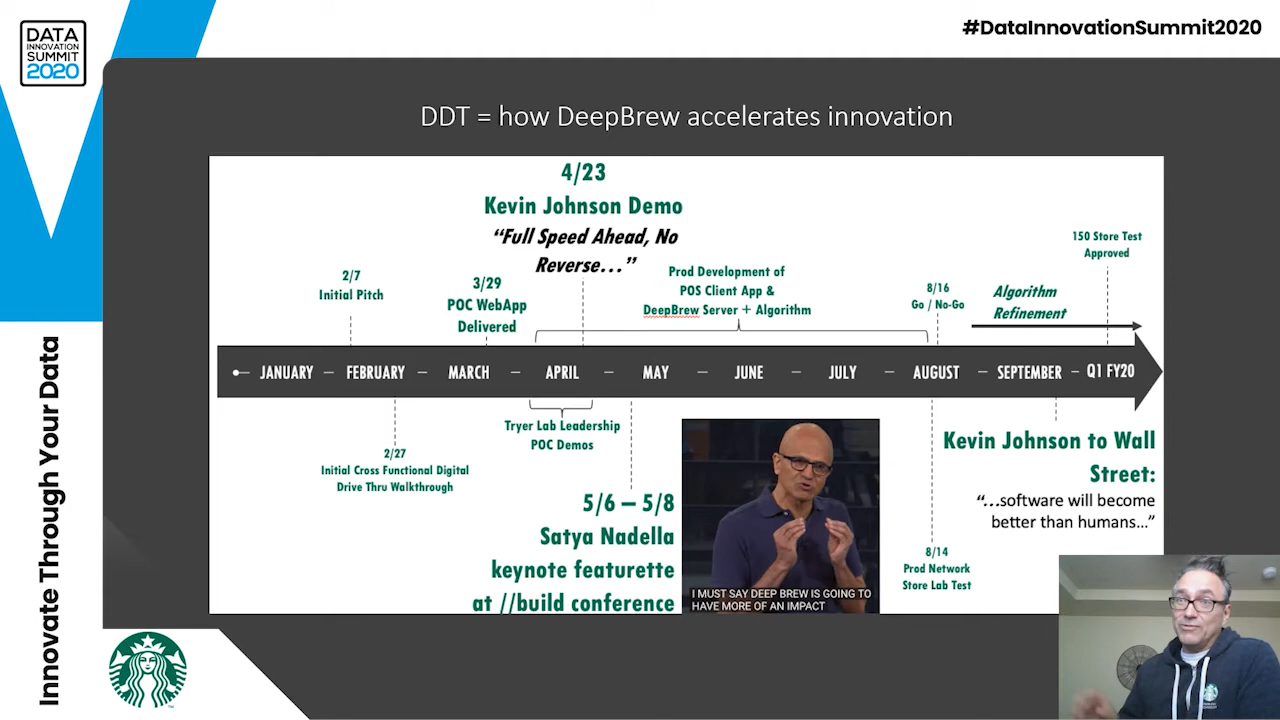 DATA
INNOVATION
SUMMIT
2020
#DataInnovationSummit2020
Innovate Through Your Data
DDT = how DeepBrew accelerates innovation
4/23
Kevin Johnson Demo
“Full Speed Ahead, No
Reverse…”
2/7
Initial Pitch
3/29
POC WebApp
Delivered
Prod Development of
POS Client App &
DeepBrew Server + Algorithm
8/16
Go / No-Go
Algorithm
Refinement
150 Store Test
Approved
JANUARY – FEBRUARY – MARCH – APRIL – MAY – JUNE – JULY – AUGUST – SEPTEMBER – Q1 FY20
2/27
Initial Cross Functional Digital
Drive Thru Walkthrough
Tryer Lab Leadership
POC Demos
5/6 – 5/8
Satya Nadella
keynote featurette
at //build conference
I MUST SAY DEEP BREW IS GOING TO
HAVE MORE OF AN IMPACT
8/14
Prod Network
Store Lab Test
Kevin Johnson to Wall
Street:
“…software will become
better than humans…”